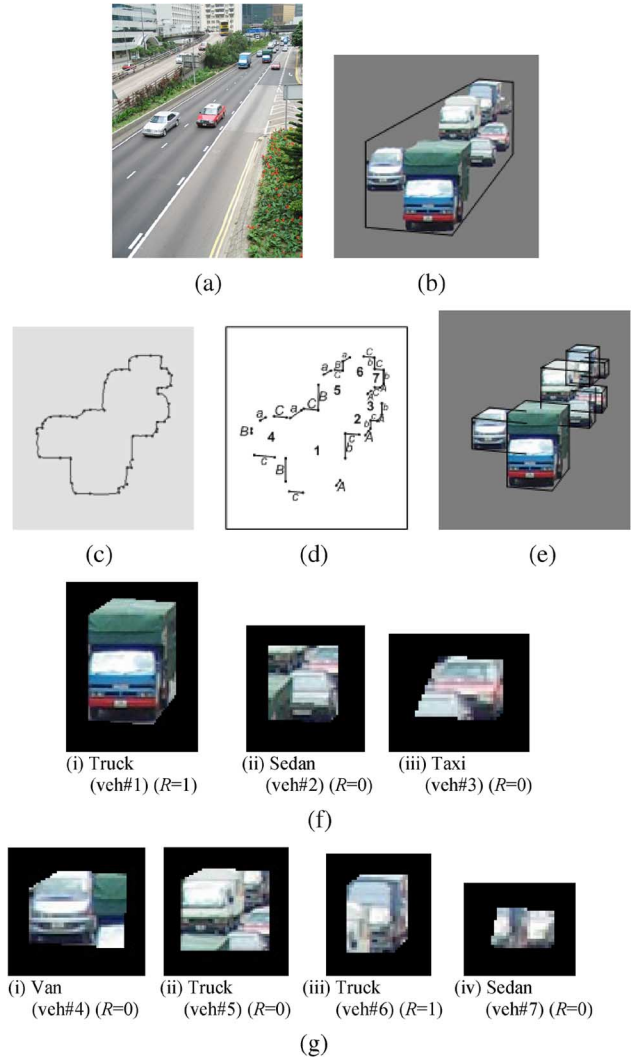 (a)
(b)
a
C
6
b
b
a
C
7
5
C
A
B
A
C
3
b
a
a
C
2
c
A
b
B
4
A
c
1
b
B
A
c
(c)
(d)
(e)
(i) Truck
(veh#1) (R=1)
(ii) Sedan
(veh#2) (R=0)
(iii) Taxi
(veh#3) (R=0)
(f)
(i) Van
(veh#4) (R=0)
(ii) Truck
(veh#5) (R=0)
(iii) Truck
(veh#6) (R=1)
(iv) Sedan
(veh#7) (R=0)
(g)